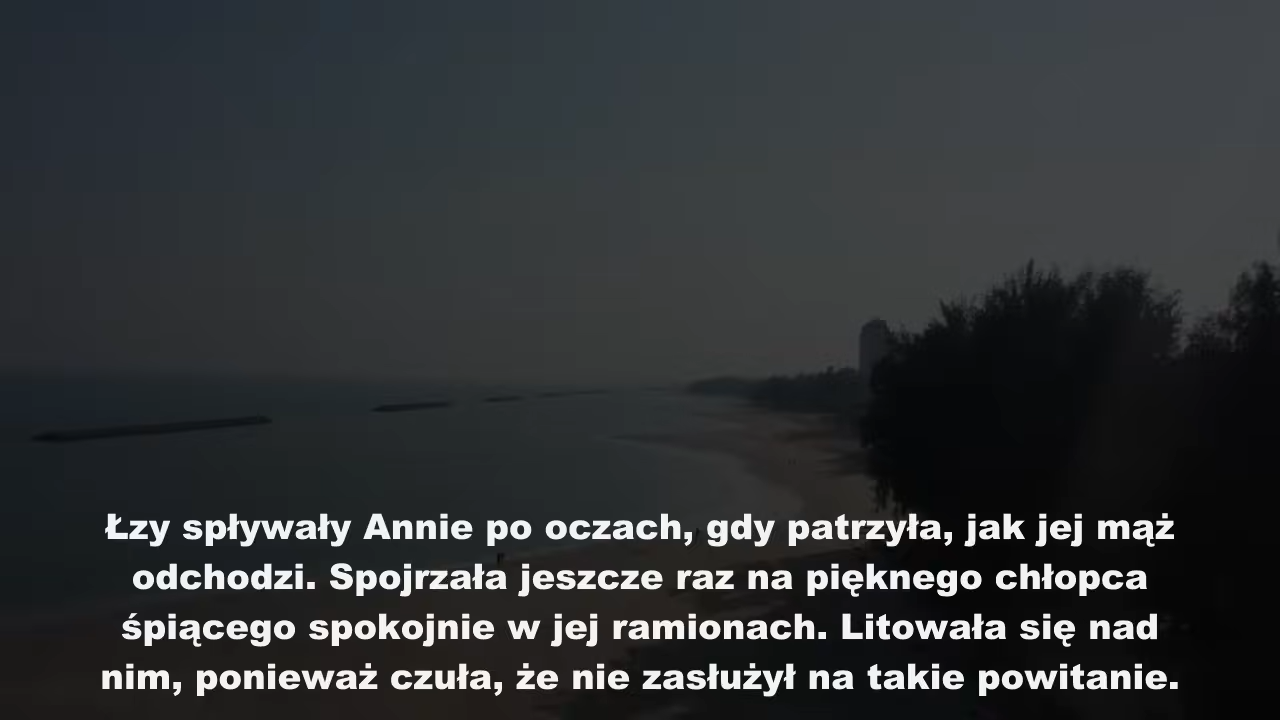 Łzy spływały Annie po oczach, gdy patrzyła, jak jej mąż
odchodzi. Spojrzała jeszcze raz na pięknego chłopca
śpiącego spokojnie w jej ramionach. Litowała się nad
nim, ponieważ czuła, że nie zasłużył na takie powitanie.